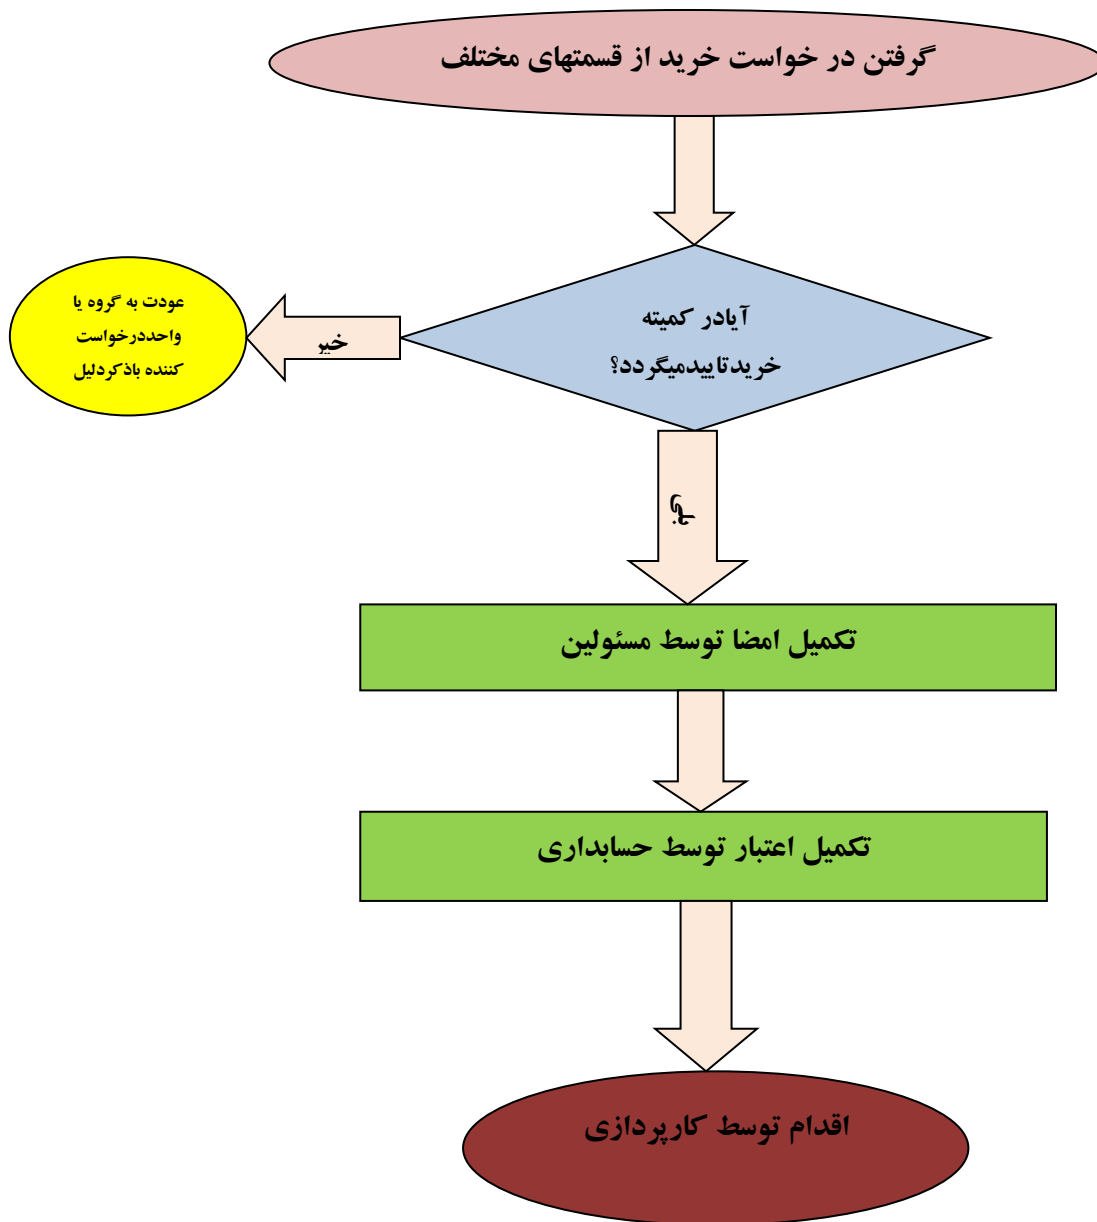 گرفتن در خواست خرید از قسمتهای مختلف
آیادر کمیته
خریدتاییدمیگردد؟
خیر
عودت به گروه یا
واحددرخواست
کننده باذکردلیل
تکمیل امضا توسط مسئولین
تکمیل اعتبار توسط حسابداری
اقدام توسط کارپردازی